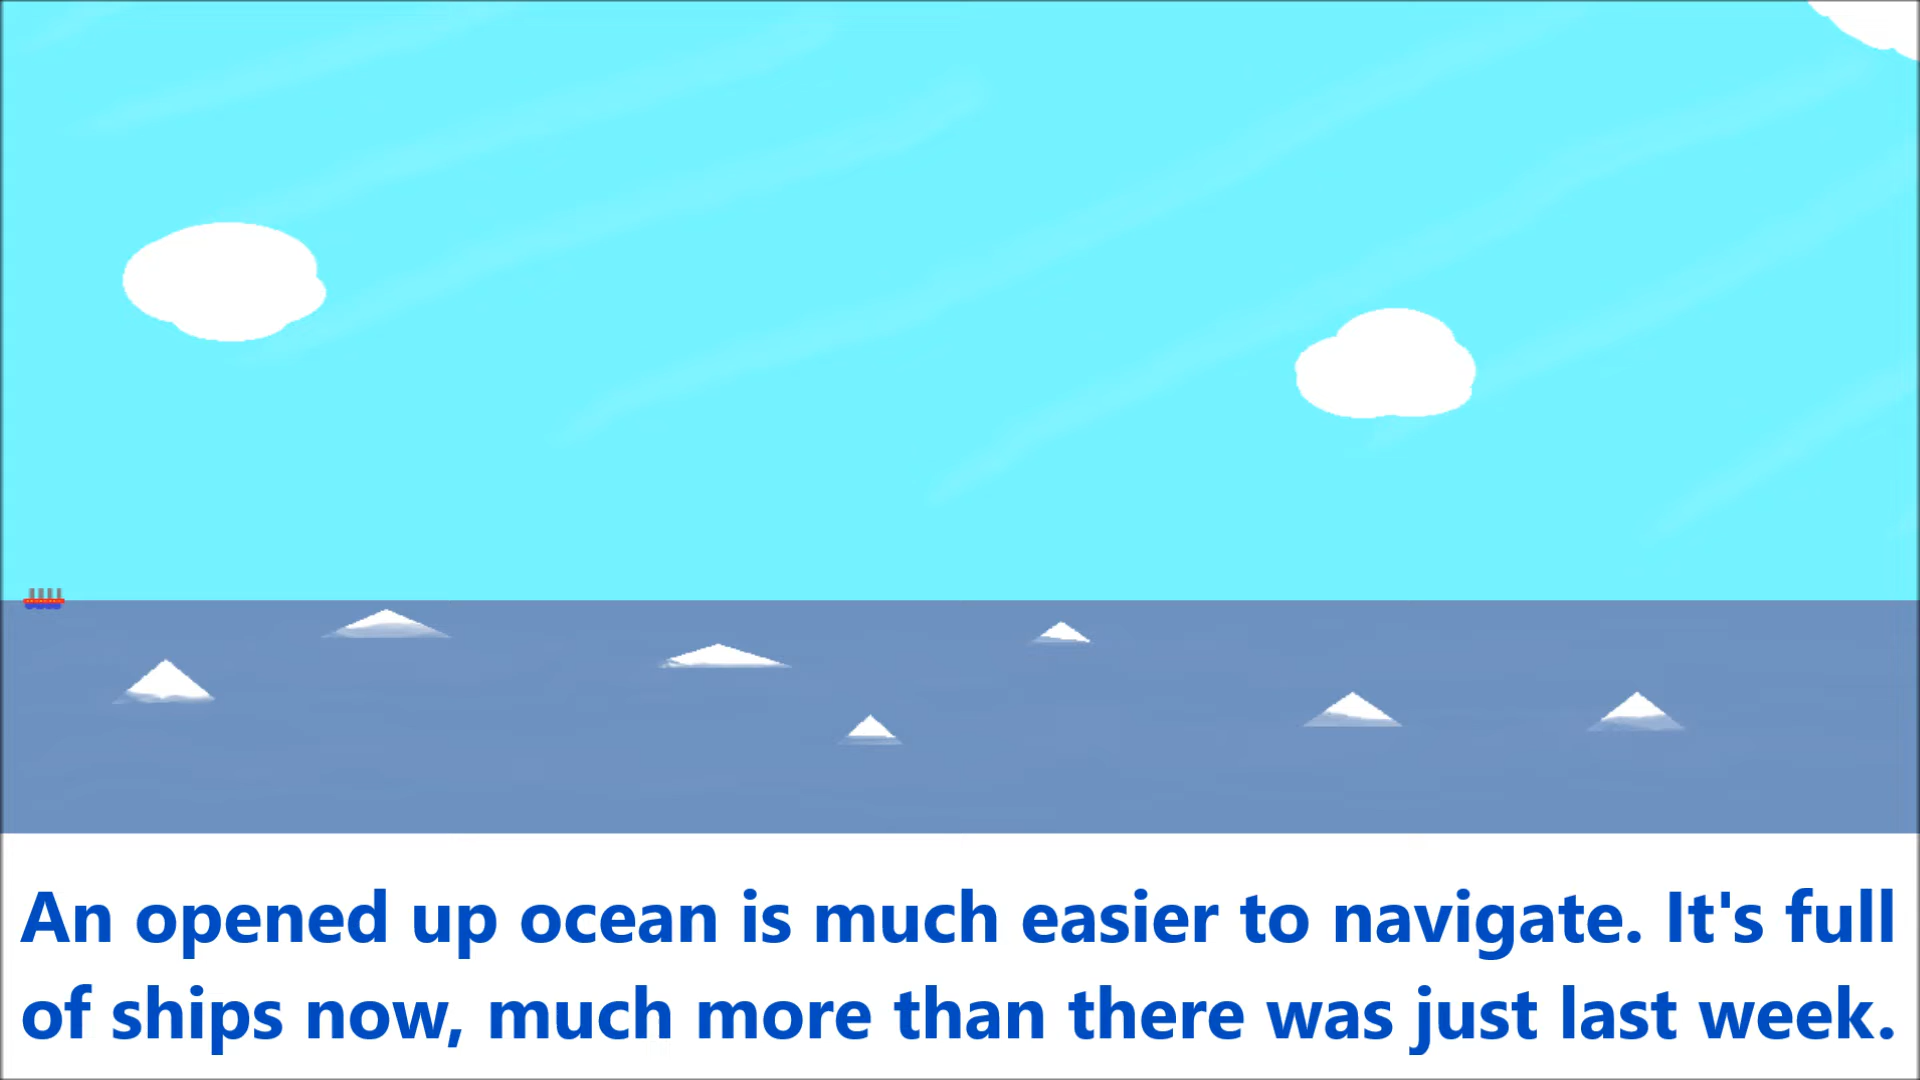 An opened up ocean is much easier to navigate. It's full
of ships now, much more than there was just last week.